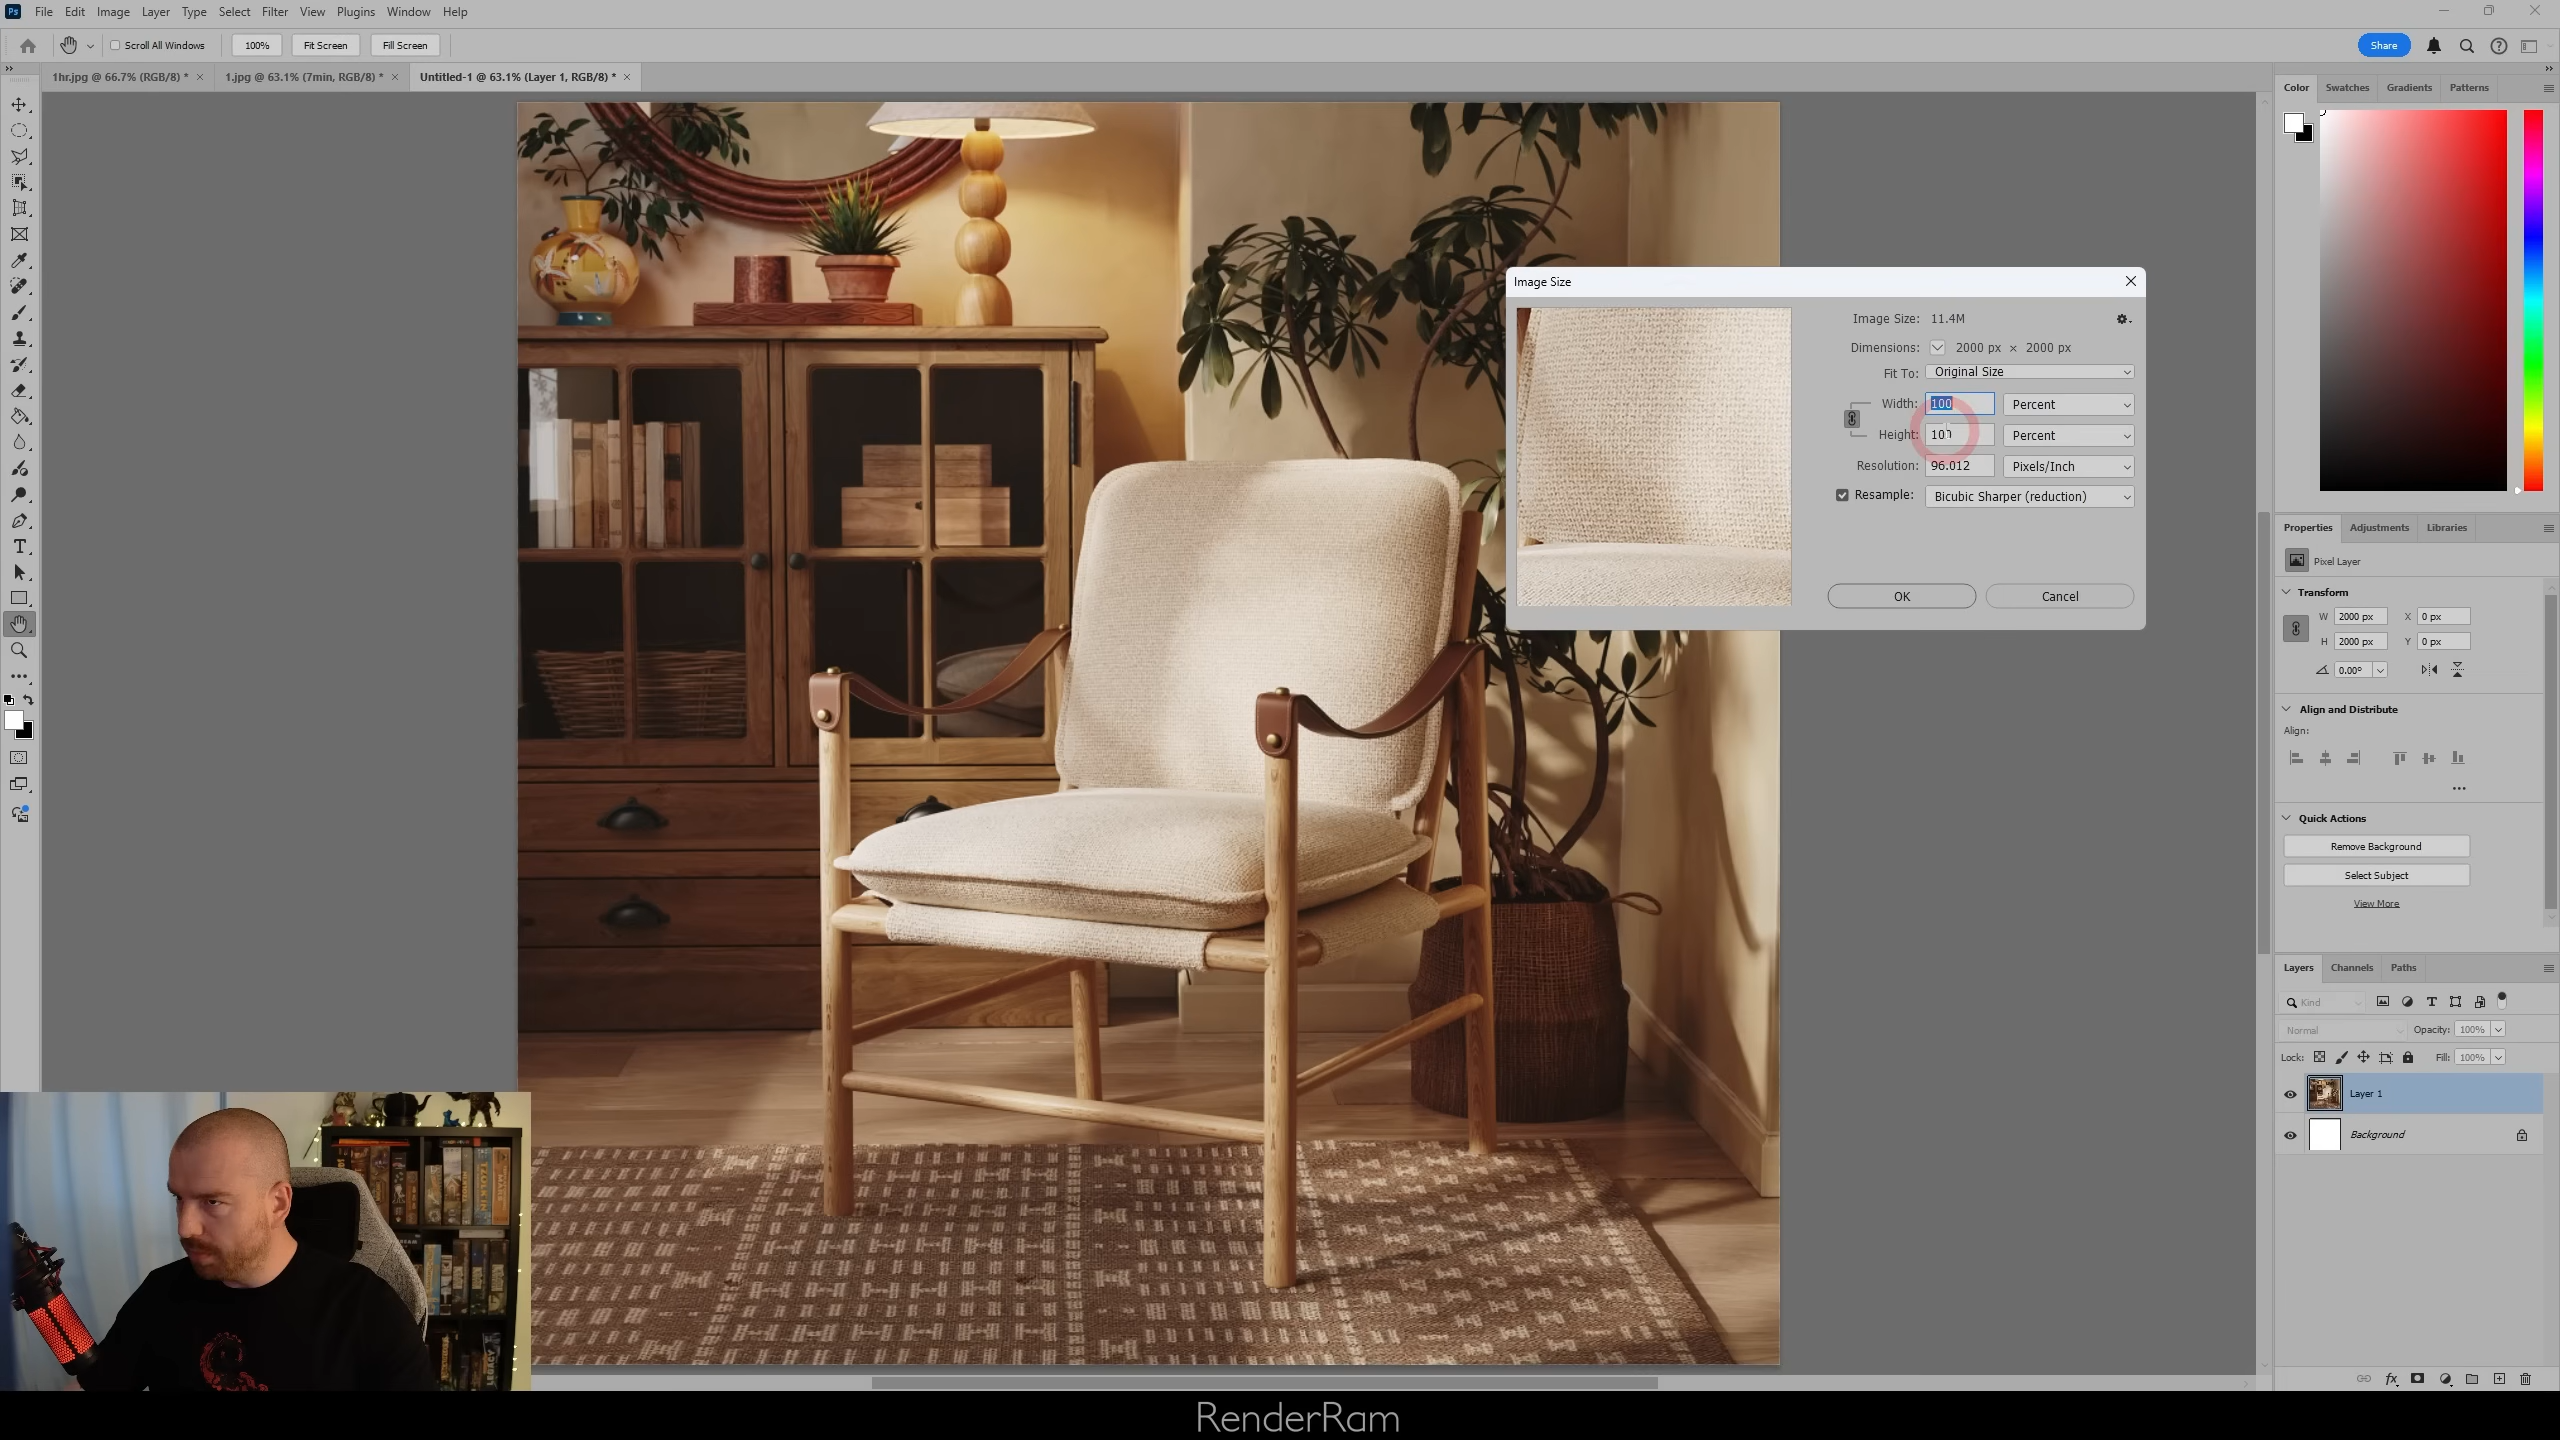 Ps File Edit Image Layer Type Select Filter View Plugins Window Help
Scroll All Windows 100% Fit Screen Fill Screen Share
1hr.jpg @ 66.7% (RGB/8) * × 1.jpg @ 63.1% (7min, RGB/8) * × Untitled-1 @ 63.1% (Layer 1, RGB/8) * ×
Image Size
Image Size: 11.4M
Dimensions: 2000 px × 2000 px
Fit To: Original Size
Width: 100 Percent
Height: 100 Percent
Resolution: 96.012 Pixels/Inch
Resample: Bicubic Sharper (reduction)
OK Cancel
Color Swatches Gradients Patterns
Properties Adjustments Libraries
Pixel Layer
Transform
W 2000 px X 0 px
H 2000 px Y 0 px
0.00°
Align and Distribute
Align:
Quick Actions
Remove Background
Select Subject
View More
Layers Channels Paths
Kind
Normal Opacity: 100%
Lock: Fill: 100%
Layer 1
Background
TZOLK'IN
MARS
LEGACY
RenderRam